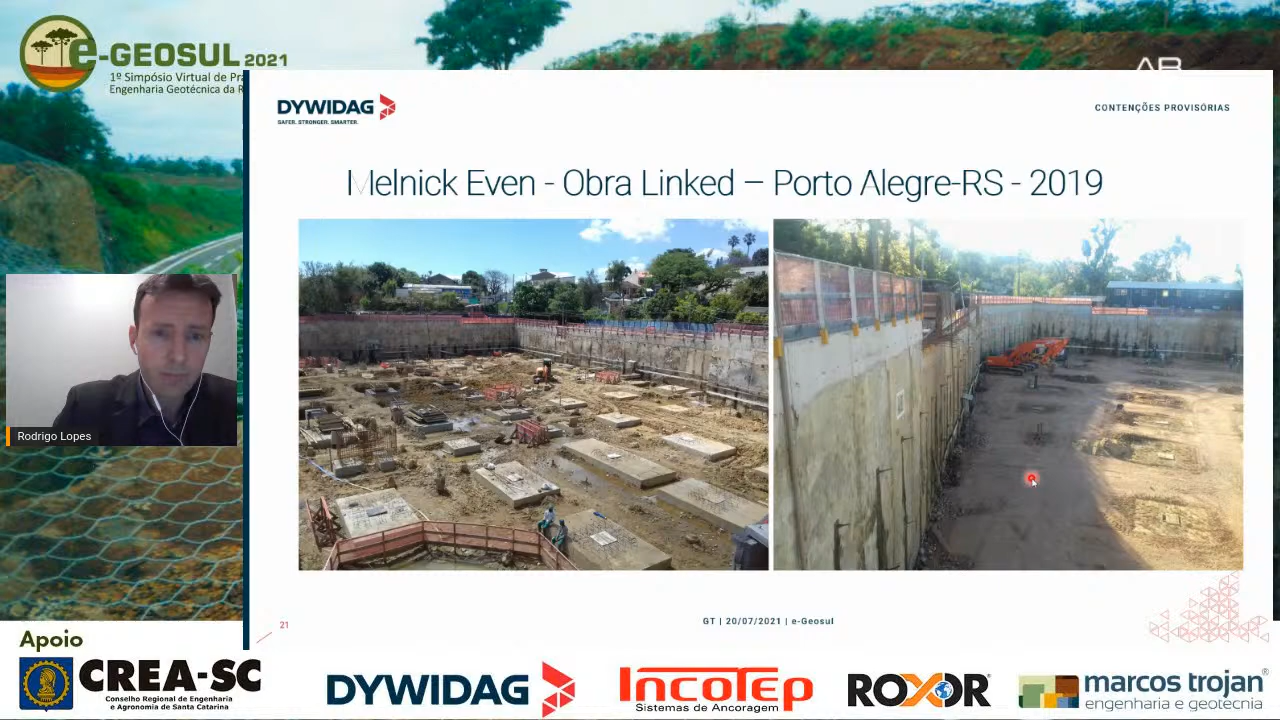 e-GEOSUL 2021
1º Simpósio Virtual de Pra
Engenharia Geotécnica da R
AB
DYWIDAG
SAFER. STRONGER. SMARTER.
CONTENÇÕES PROVISÓRIAS
Melnick Even - Obra Linked – Porto Alegre-RS - 2019
Rodrigo Lopes
21
GT | 20/07/2021 | e-Geosul
Apoio
CREA-SC
Conselho Regional de Engenharia
e Agronomia de Santa Catarina
DYWIDAG
INCOTEP
Sistemas de Ancoragem
ROXOR®
marcos trojan®
engenharia e geotecnia